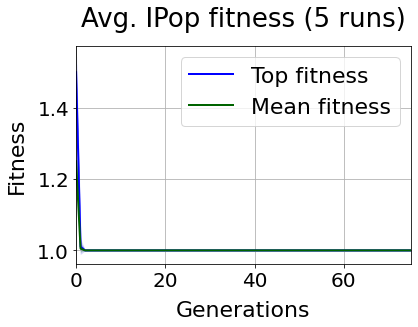 Avg. IPop fitness (5 runs)
Top fitness
Mean fitness
Fitness
1.4
1.2
1.0
0 20 40 60
Generations